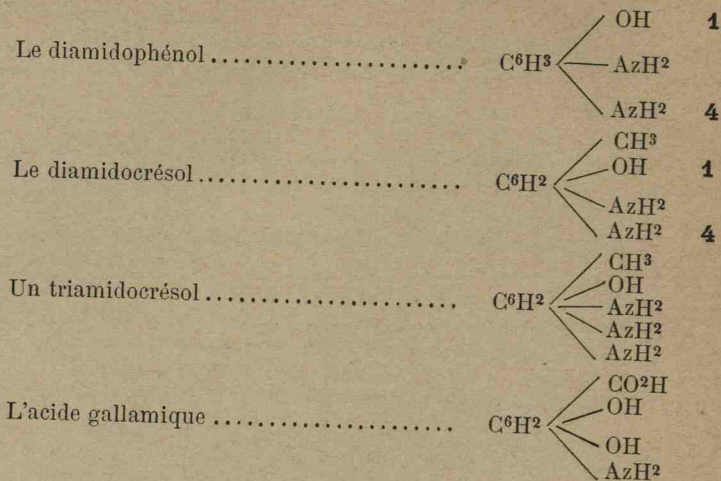 OH 1
Le diamidophénol ........................ C⁶H³ AzH²
AzH² 4
CH³
Le diamidocrésol ........................ C⁶H² OH 1
AzH²
AzH² 4
CH³
OH
Un triamidocrésol ........................ C⁶H² AzH²
AzH²
AzH²
CO²H
L'acide gallamique ........................ C⁶H² OH
OH
AzH²